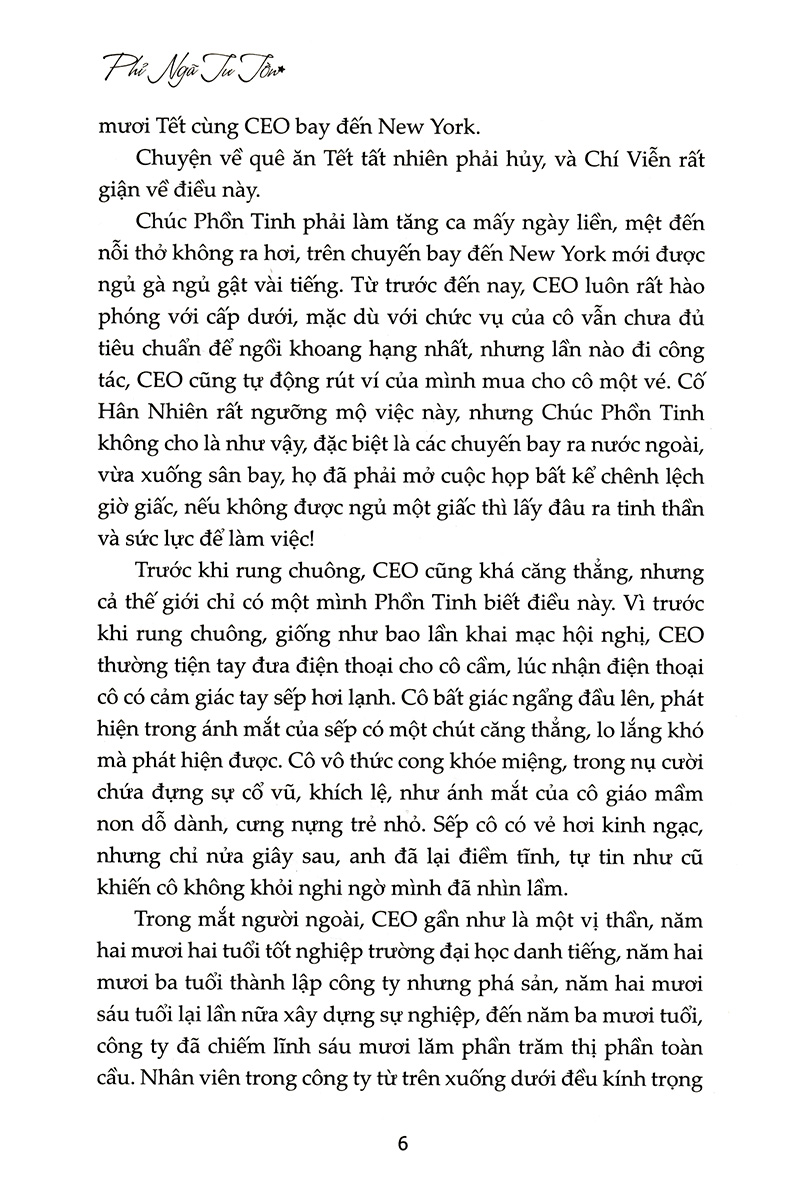 Phỉ Ngã Tư Tồn
mươi Tết cùng CEO bay đến New York.
Chuyện về quê ăn Tết tất nhiên phải hủy, và Chí Viễn rất
giận về điều này.
Chúc Phồn Tinh phải làm tăng ca mấy ngày liền, mệt đến
nỗi thở không ra hơi, trên chuyến bay đến New York mới được
ngủ gà ngủ gật vài tiếng. Từ trước đến nay, CEO luôn rất hào
phóng với cấp dưới, mặc dù với chức vụ của cô vẫn chưa đủ
tiêu chuẩn để ngồi khoang hạng nhất, nhưng lần nào đi công
tác, CEO cũng tự động rút ví của mình mua cho cô một vé. Cố
Hân Nhiên rất ngưỡng mộ việc này, nhưng Chúc Phồn Tinh
không cho là như vậy, đặc biệt là các chuyến bay ra nước ngoài,
vừa xuống sân bay, họ đã phải mở cuộc họp bất kể chênh lệch
giờ giấc, nếu không được ngủ một giấc thì lấy đâu ra tinh thần
và sức lực để làm việc!
Trước khi rung chuông, CEO cũng khá căng thẳng, nhưng
cả thế giới chỉ có một mình Phồn Tinh biết điều này. Vì trước
khi rung chuông, giống như bao lần khai mạc hội nghị, CEO
thường tiện tay đưa điện thoại cho cô cầm, lúc nhận điện thoại
cô có cảm giác tay sếp hơi lạnh. Cô bất giác ngẩng đầu lên, phát
hiện trong ánh mắt của sếp có một chút căng thẳng, lo lắng khó
mà phát hiện được. Cô vô thức cong khóe miệng, trong nụ cười
chứa đựng sự cổ vũ, khích lệ, như ánh mắt của cô giáo mầm
non dỗ dành, cưng nựng trẻ nhỏ. Sếp cô có vẻ hơi kinh ngạc,
nhưng chỉ nửa giây sau, anh đã lại điềm tĩnh, tự tin như cũ
khiến cô không khỏi nghi ngờ mình đã nhìn lầm.
Trong mắt người ngoài, CEO gần như là một vị thần, năm
hai mươi hai tuổi tốt nghiệp trường đại học danh tiếng, năm hai
mươi ba tuổi thành lập công ty nhưng phá sản, năm hai mươi
sáu tuổi lại lần nữa xây dựng sự nghiệp, đến năm ba mươi tuổi,
công ty đã chiếm lĩnh sáu mươi lăm phần trăm thị phần toàn
cầu. Nhân viên trong công ty từ trên xuống dưới đều kính trọng
6